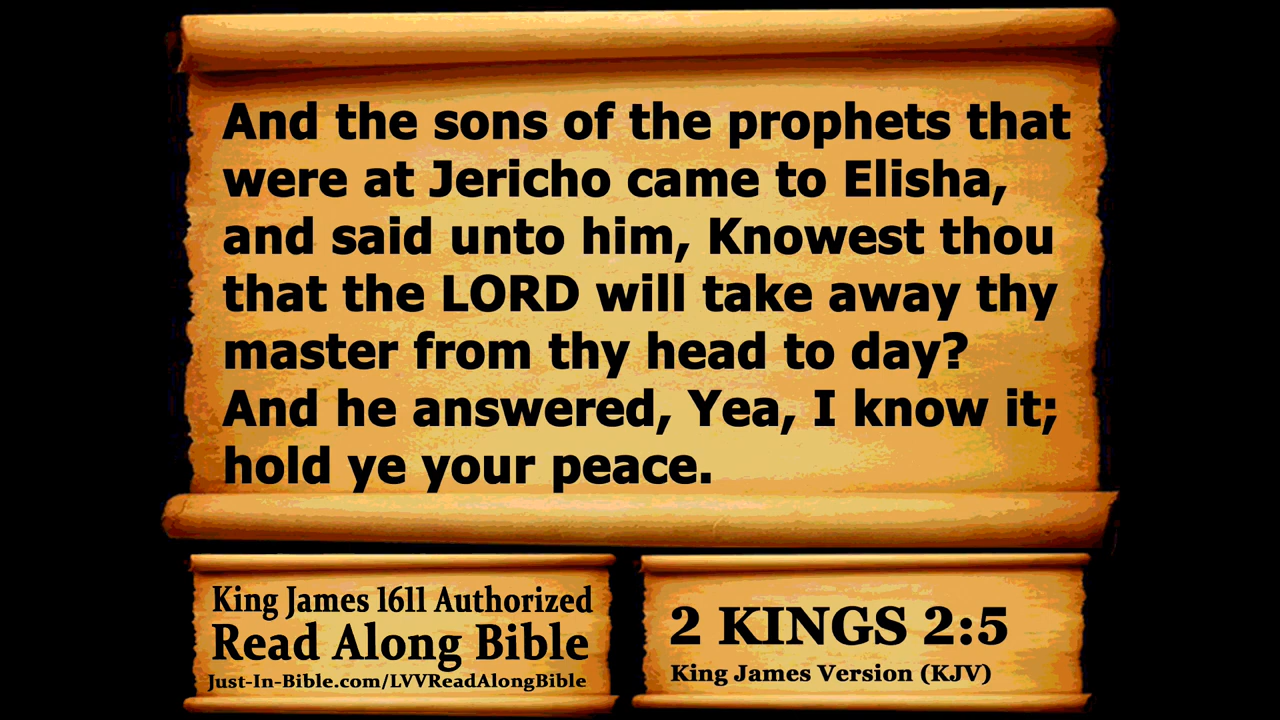 And the sons of the prophets that
were at Jericho came to Elisha,
and said unto him, Knowest thou
that the LORD will take away thy
master from thy head to day?
And he answered, Yea, I know it;
hold ye your peace.
King James 1611 Authorized
Read Along Bible
Just-In-Bible.com/LVVReadAlongBible
2 KINGS 2:5
King James Version (KJV)